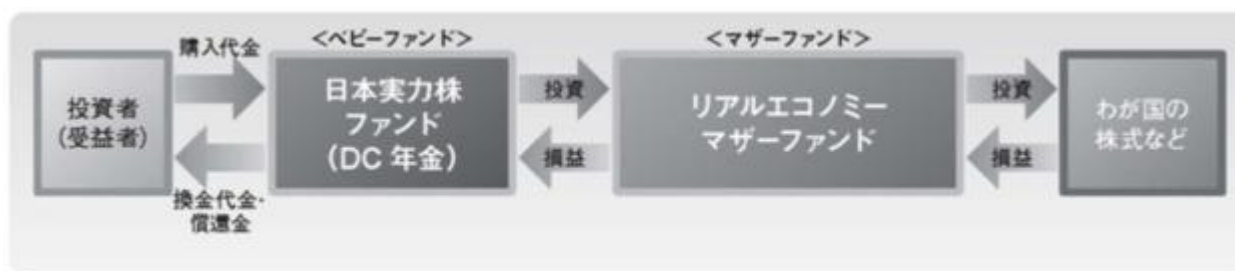 購入代金
<ベビーファンド>
<マザーファンド>
投資者
(受益者)
日本実力株
ファンド
(DC 年金)
投資
リアルエコノミー
マザーファンド
投資
わが国の
株式など
損益
損益
換金代金・
償還金